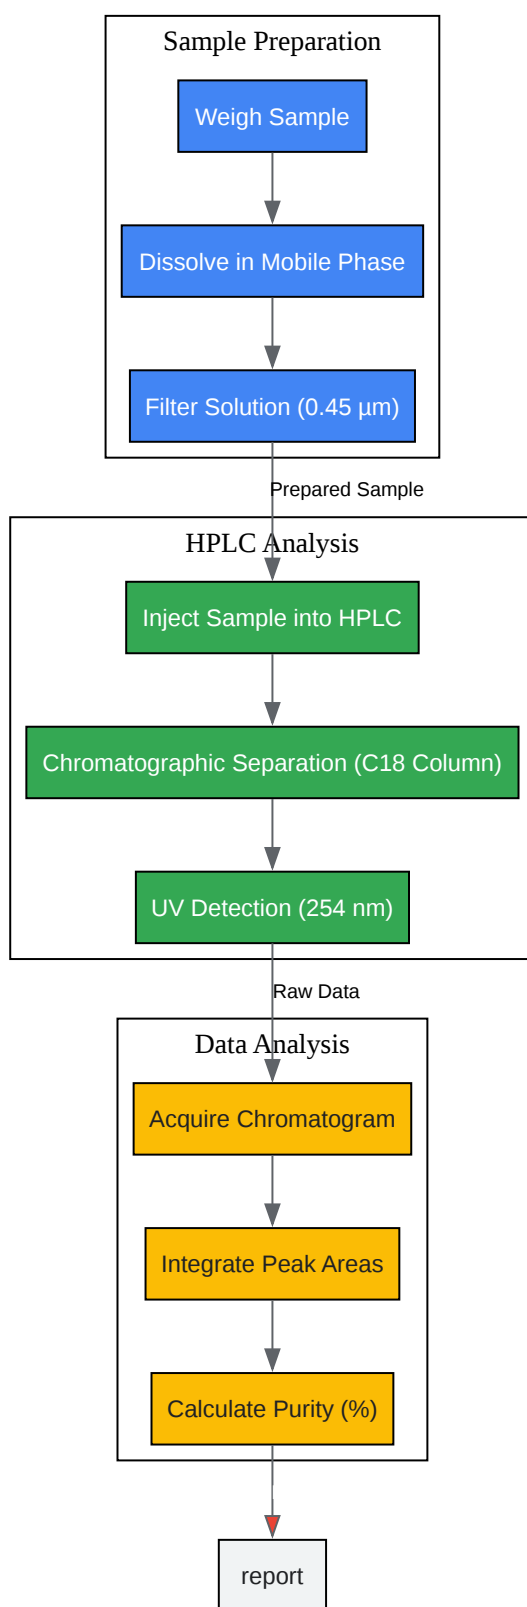 Sample Preparation
Weigh Sample
Dissolve in Mobile Phase
Filter Solution (0.45 µm)
Prepared Sample
HPLC Analysis
Inject Sample into HPLC
Chromatographic Separation (C18 Column)
UV Detection (254 nm)
Raw Data
Data Analysis
Acquire Chromatogram
Integrate Peak Areas
Calculate Purity (%)
report